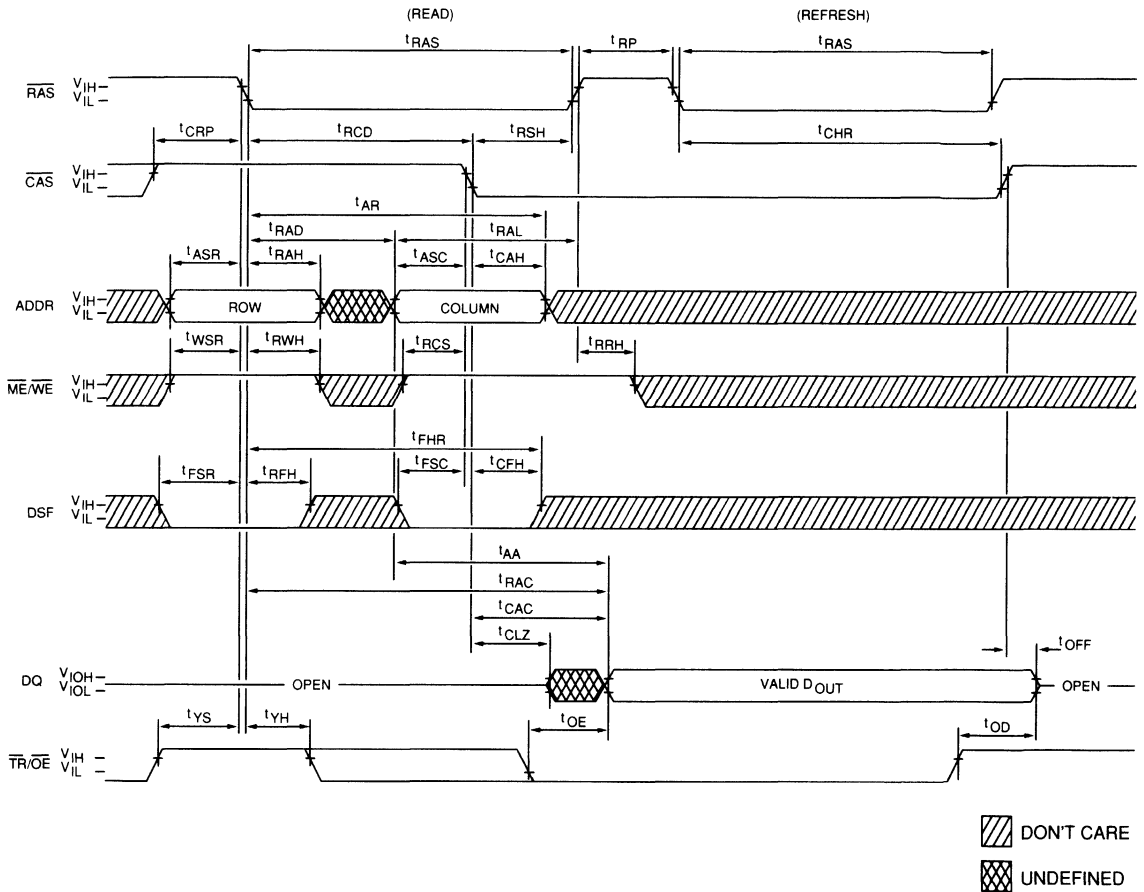 (READ) (REFRESH)
tRAS tRP tRAS
RAS VIH VIL
tCRP tRCD tRSH tCHR
CAS VIH VIL
tAR
tRAD tRAL
tASR tRAH tASC tCAH
ADDR VIH VIL ROW COLUMN
tWSR tRWH tRCS tRRH
ME/WE VIH VIL
tFHR
tFSR tRFH tFSC tCFH
DSF VIH VIL
tAA
tRAC
tCAC
tCLZ tOFF
DQ VIOH VIOL OPEN VALID DOUT OPEN
tYS tYH tOE tOD
TR/OE VIH VIL
DON'T CARE
UNDEFINED